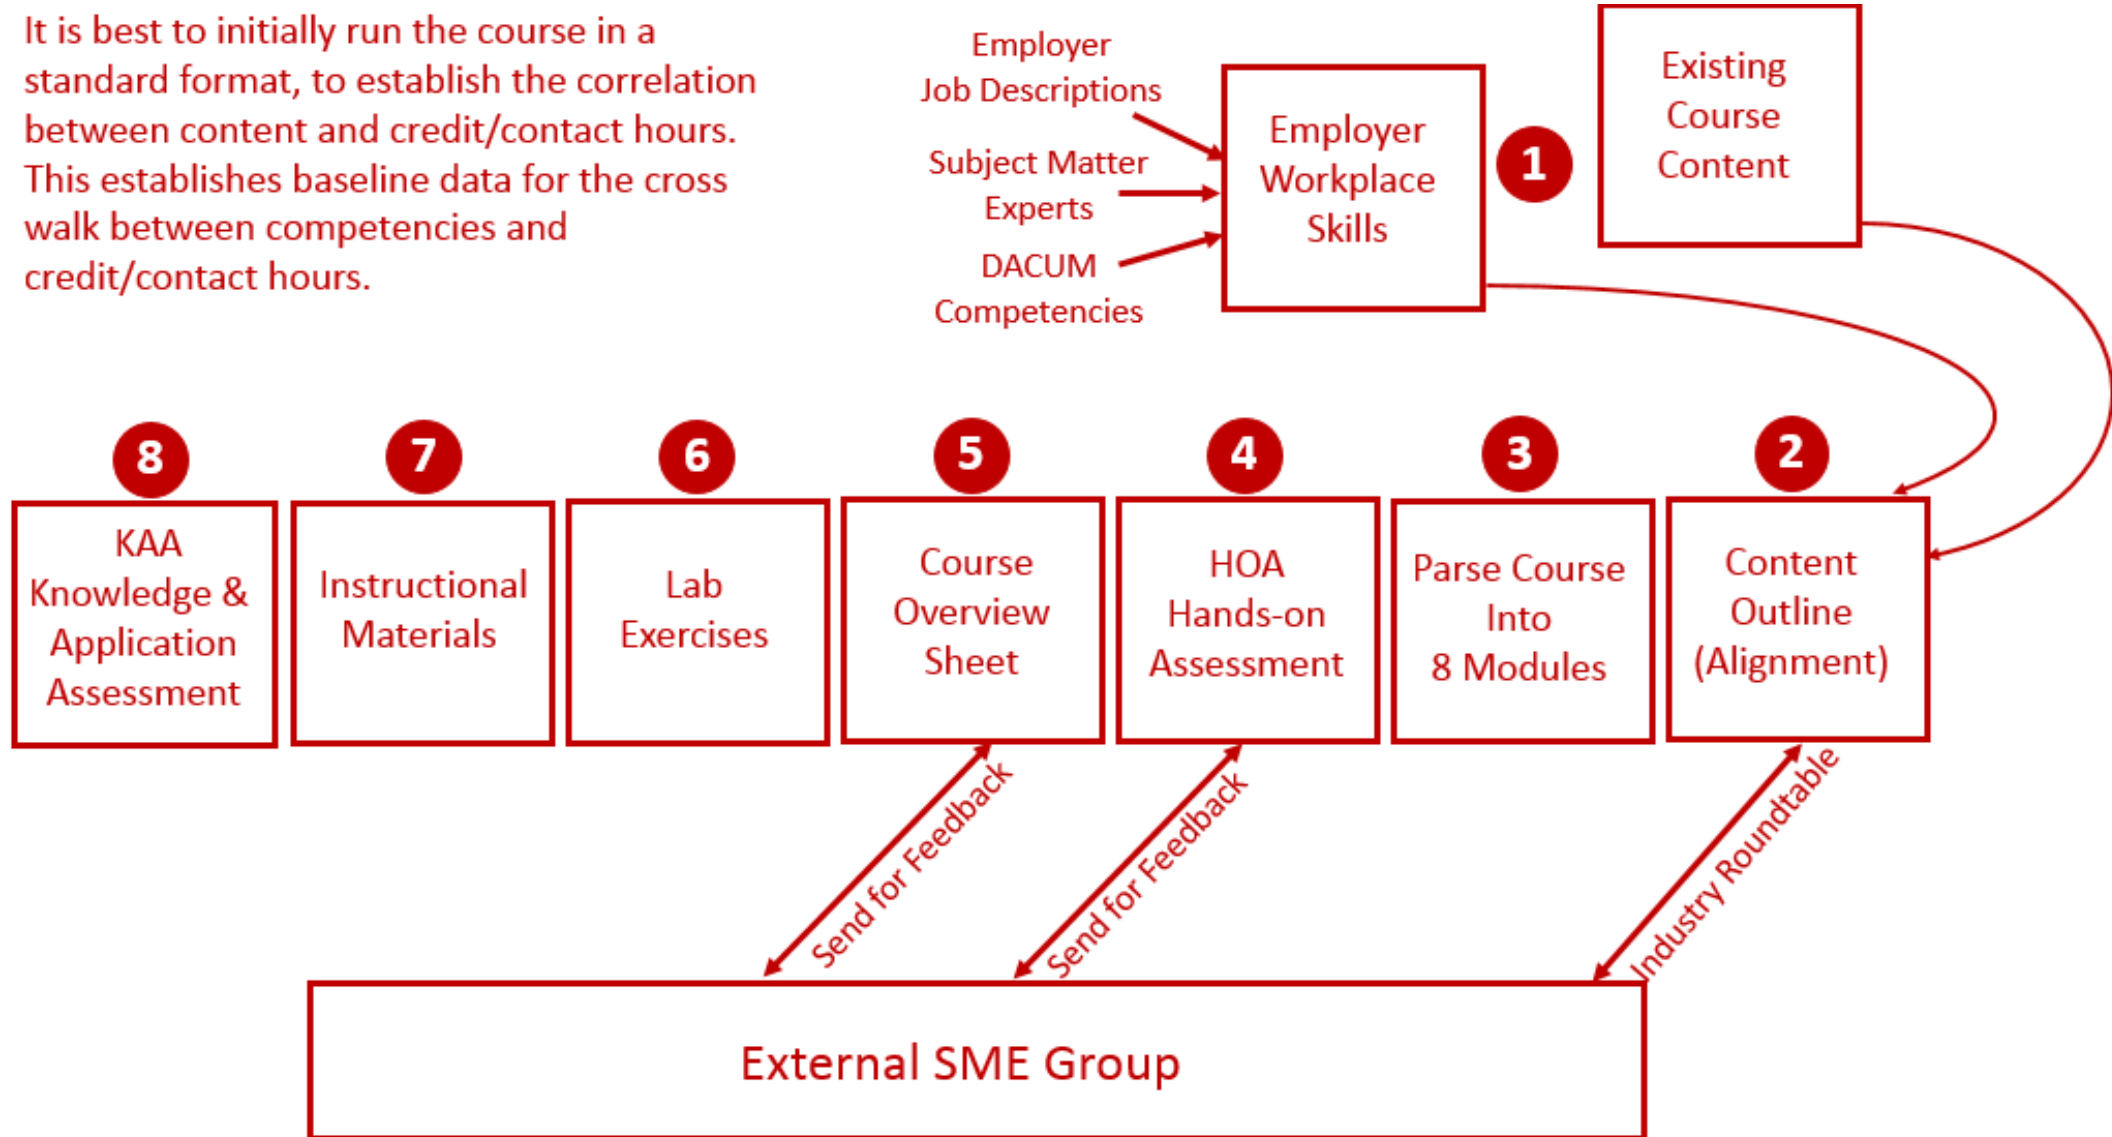 It is best to initially run the course in a
standard format, to establish the correlation
between content and credit/contact hours.
This establishes baseline data for the cross
walk between competencies and
credit/contact hours.
Employer
Job Descriptions
Subject Matter
Experts
DACUM
Competencies
Employer
Workplace
Skills
1
Existing
Course
Content
8
KAA
Knowledge &
Application
Assessment
7
Instructional
Materials
6
Lab
Exercises
5
Course
Overview
Sheet
4
HOA
Hands-on
Assessment
3
Parse Course
Into
8 Modules
2
Content
Outline
(Alignment)
Send for Feedback
Send for Feedback
Industry Roundtable
External SME Group